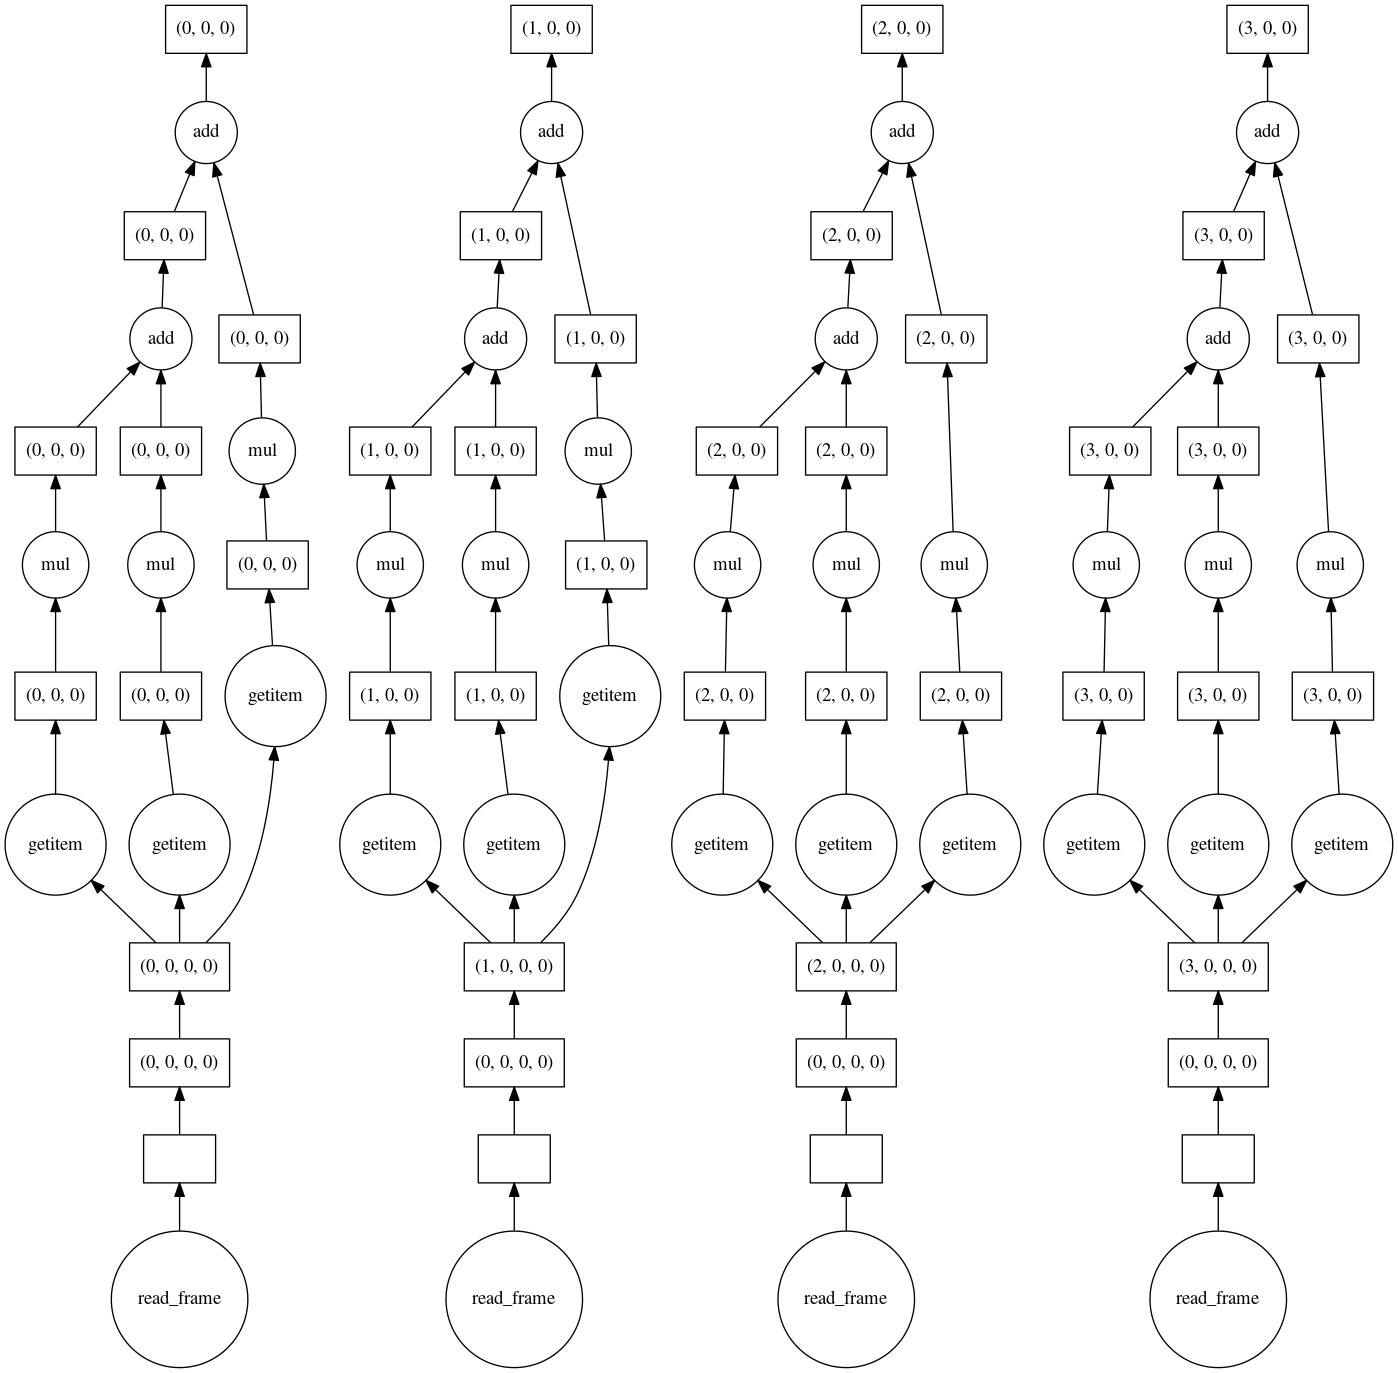 (0, 0, 0)
(1, 0, 0)
(2, 0, 0)
(3, 0, 0)
add
add
add
add
(0, 0, 0)
(1, 0, 0)
(2, 0, 0)
(3, 0, 0)
add
(0, 0, 0)
add
(1, 0, 0)
add
(2, 0, 0)
add
(3, 0, 0)
(0, 0, 0)
(0, 0, 0)
mul
(1, 0, 0)
(1, 0, 0)
mul
(2, 0, 0)
(2, 0, 0)
(3, 0, 0)
(3, 0, 0)
mul
mul
(0, 0, 0)
mul
mul
(1, 0, 0)
mul
mul
mul
mul
mul
mul
(0, 0, 0)
(0, 0, 0)
getitem
(1, 0, 0)
(1, 0, 0)
getitem
(2, 0, 0)
(2, 0, 0)
(2, 0, 0)
(3, 0, 0)
(3, 0, 0)
(3, 0, 0)
getitem
getitem
getitem
getitem
getitem
getitem
getitem
getitem
getitem
getitem
(0, 0, 0, 0)
(1, 0, 0, 0)
(2, 0, 0, 0)
(3, 0, 0, 0)
(0, 0, 0, 0)
(0, 0, 0, 0)
(0, 0, 0, 0)
(0, 0, 0, 0)
read_frame
read_frame
read_frame
read_frame